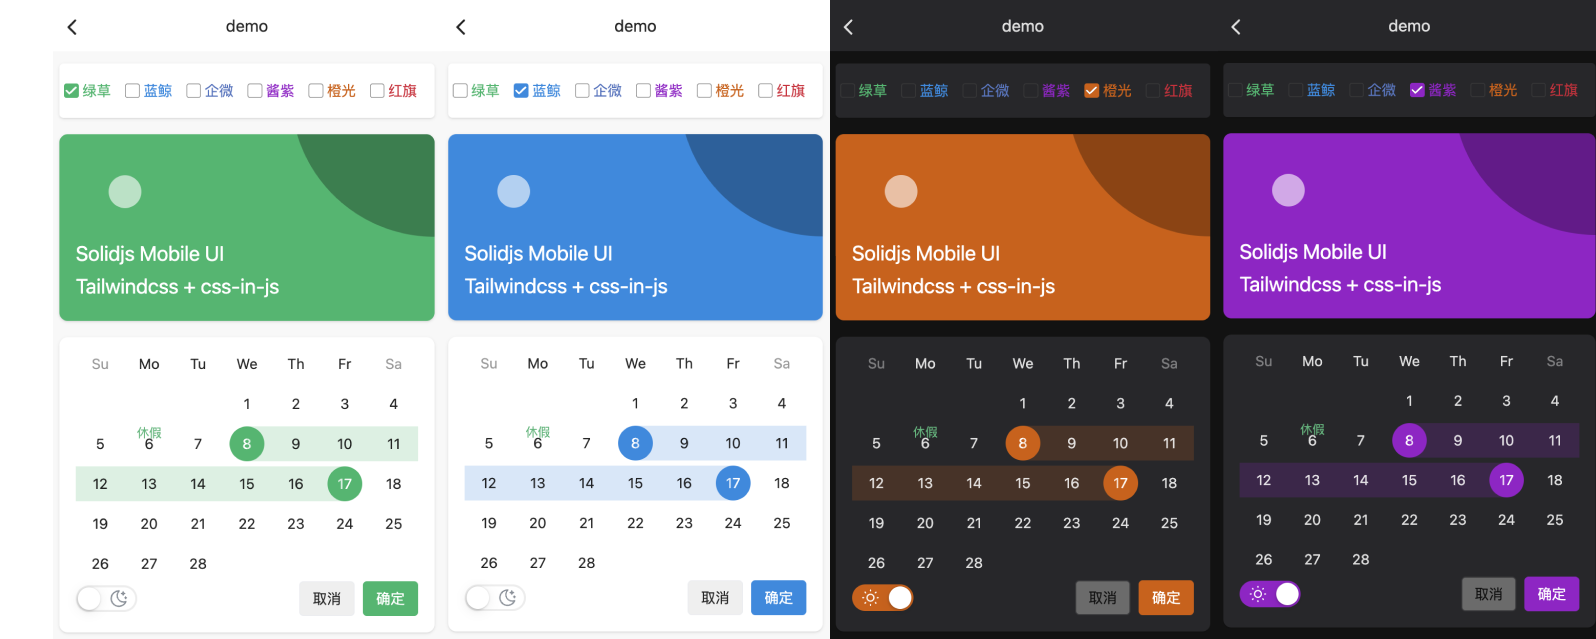 demo
绿草 蓝鲸 企微 酱紫 橙光 红旗
Solidjs Mobile UI
Tailwindcss + css-in-js
Su Mo Tu We Th Fr Sa
1 2 3 4
休假
5 6 7 8 9 10 11
12 13 14 15 16 17 18
19 20 21 22 23 24 25
26 27 28
取消 确定
demo
绿草 蓝鲸 企微 酱紫 橙光 红旗
Solidjs Mobile UI
Tailwindcss + css-in-js
Su Mo Tu We Th Fr Sa
1 2 3 4
休假
5 6 7 8 9 10 11
12 13 14 15 16 17 18
19 20 21 22 23 24 25
26 27 28
取消 确定
demo
绿草 蓝鲸 企微 酱紫 橙光 红旗
Solidjs Mobile UI
Tailwindcss + css-in-js
Su Mo Tu We Th Fr Sa
1 2 3 4
休假
5 6 7 8 9 10 11
12 13 14 15 16 17 18
19 20 21 22 23 24 25
26 27 28
取消 确定
demo
绿草 蓝鲸 企微 酱紫 橙光 红旗
Solidjs Mobile UI
Tailwindcss + css-in-js
Su Mo Tu We Th Fr Sa
1 2 3 4
休假
5 6 7 8 9 10 11
12 13 14 15 16 17 18
19 20 21 22 23 24 25
26 27 28
取消 确定